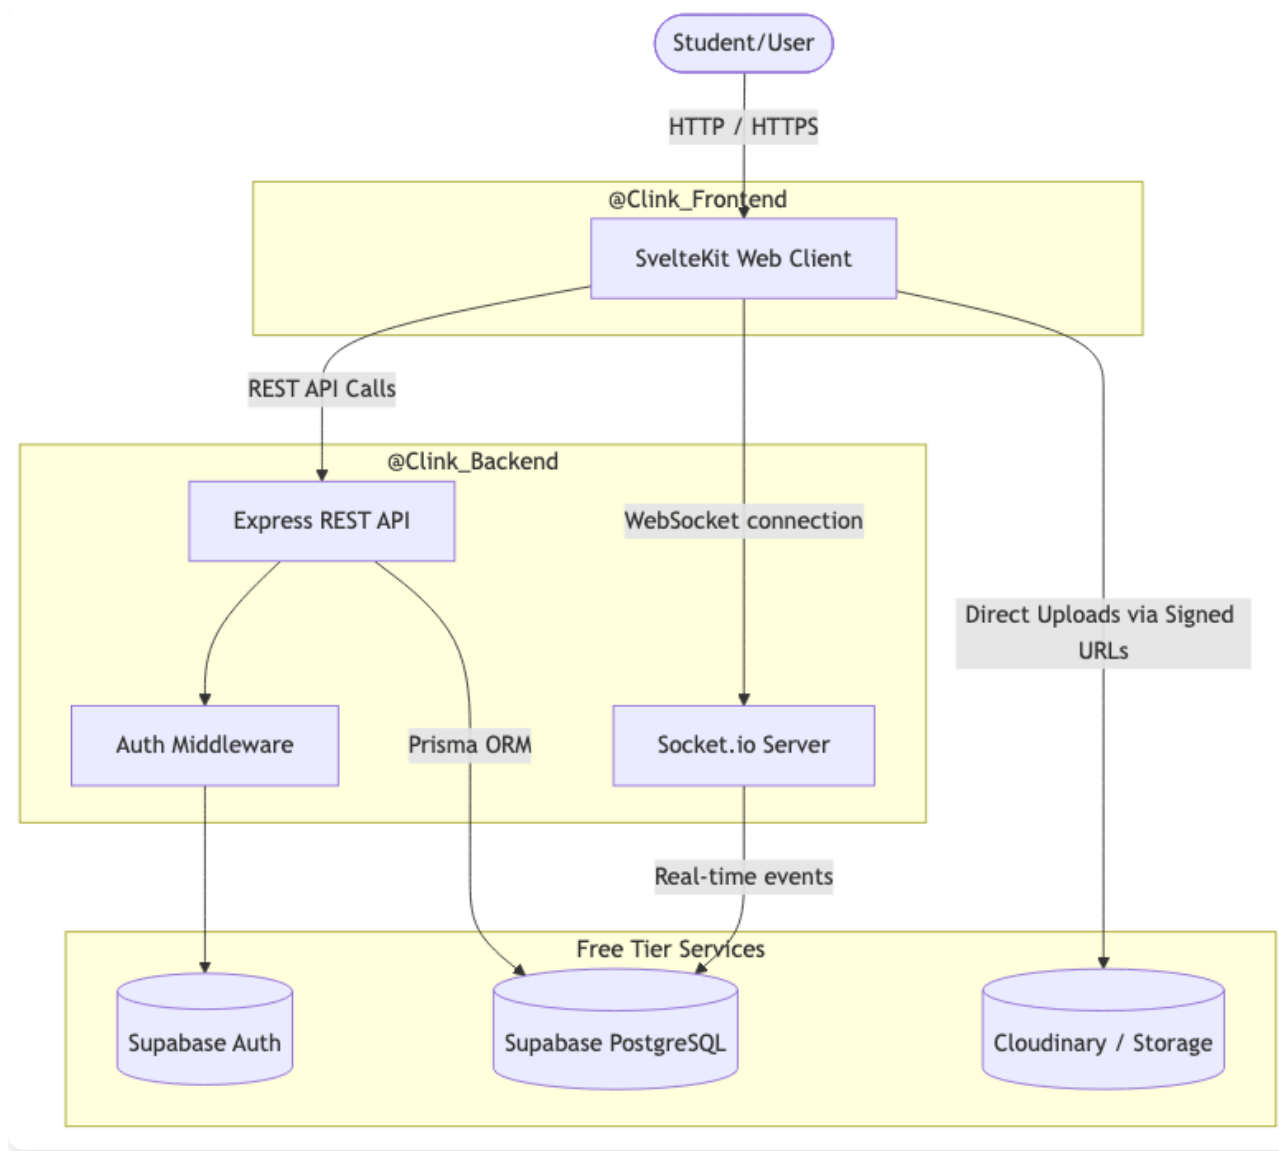 Student/User
HTTP / HTTPS
@Clink_Frontend
SvelteKit Web Client
REST API Calls
@Clink_Backend
Express REST API
WebSocket connection
Direct Uploads via Signed
URLs
Auth Middleware
Prisma ORM
Socket.io Server
Real-time events
Free Tier Services
Supabase Auth
Supabase PostgreSQL
Cloudinary / Storage